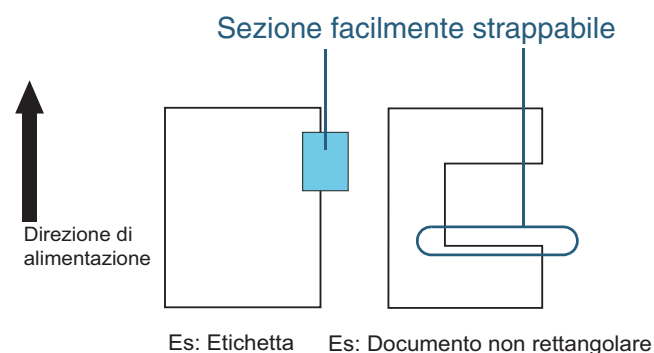 Sezione facilmente strappabile
Direzione di
alimentazione
Es: Etichetta
Es: Documento non rettangolare